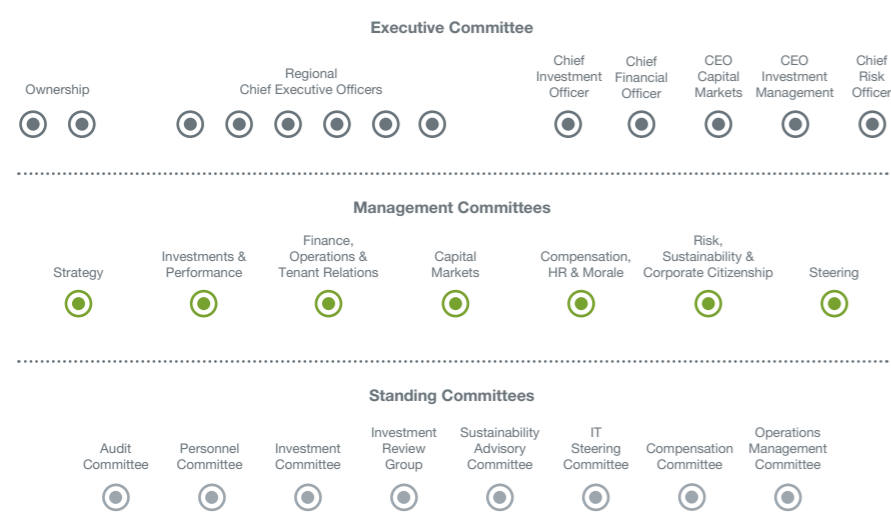 Executive Committee
Ownership
Regional
Chief Executive Officers
Chief
Investment
Officer
Chief
Financial
Officer
CEO
Capital
Markets
CEO
Investment
Management
Chief
Risk
Officer
Management Committees
Strategy
Investments &
Performance
Finance,
Operations &
Tenant Relations
Capital
Markets
Compensation,
HR & Morale
Risk,
Sustainability &
Corporate Citizenship
Steering
Standing Committees
Audit
Committee
Personnel
Committee
Investment
Committee
Investment
Review
Group
Sustainability
Advisory
Committee
IT
Steering
Committee
Compensation
Committee
Operations
Management
Committee